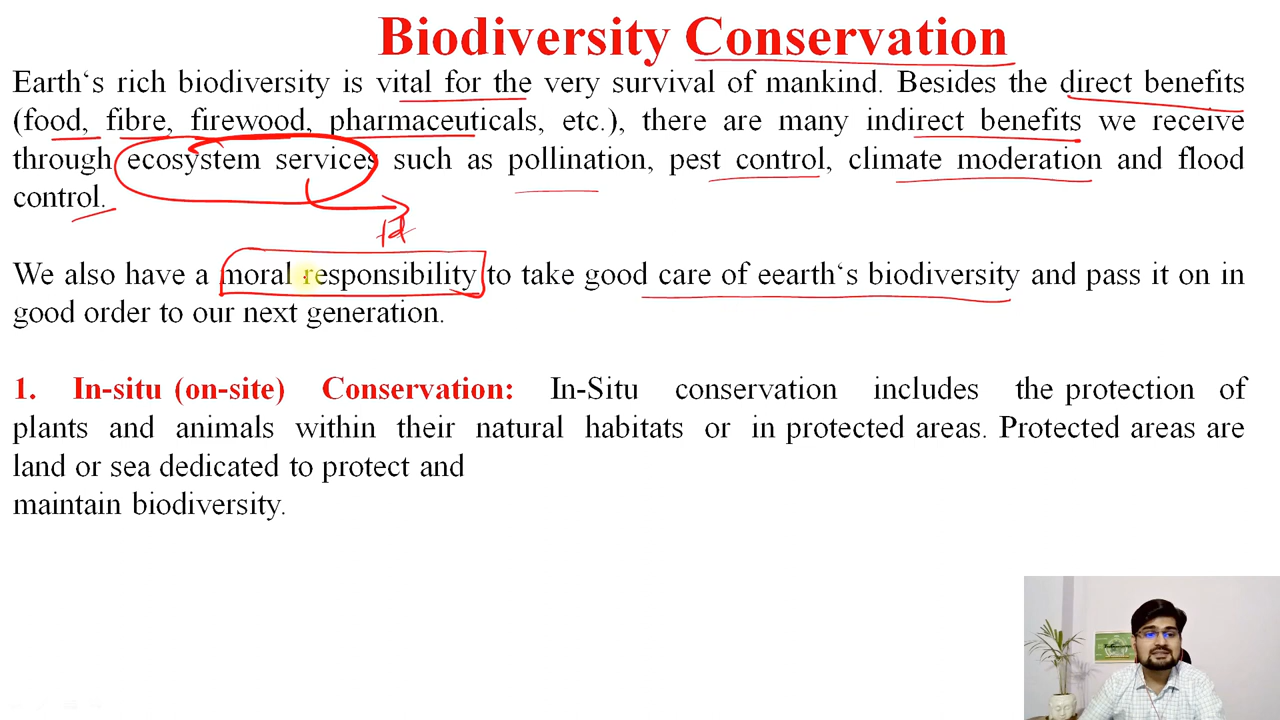 Biodiversity Conservation
Earth‘s rich biodiversity is vital for the very survival of mankind. Besides the direct benefits
(food, fibre, firewood, pharmaceuticals, etc.), there are many indirect benefits we receive
through ecosystem services such as pollination, pest control, climate moderation and flood
control.
We also have a moral responsibility to take good care of eearth‘s biodiversity and pass it on in
good order to our next generation.
1. In-situ (on-site) Conservation: In-Situ conservation includes the protection of
plants and animals within their natural habitats or in protected areas. Protected areas are
land or sea dedicated to protect and
maintain biodiversity.